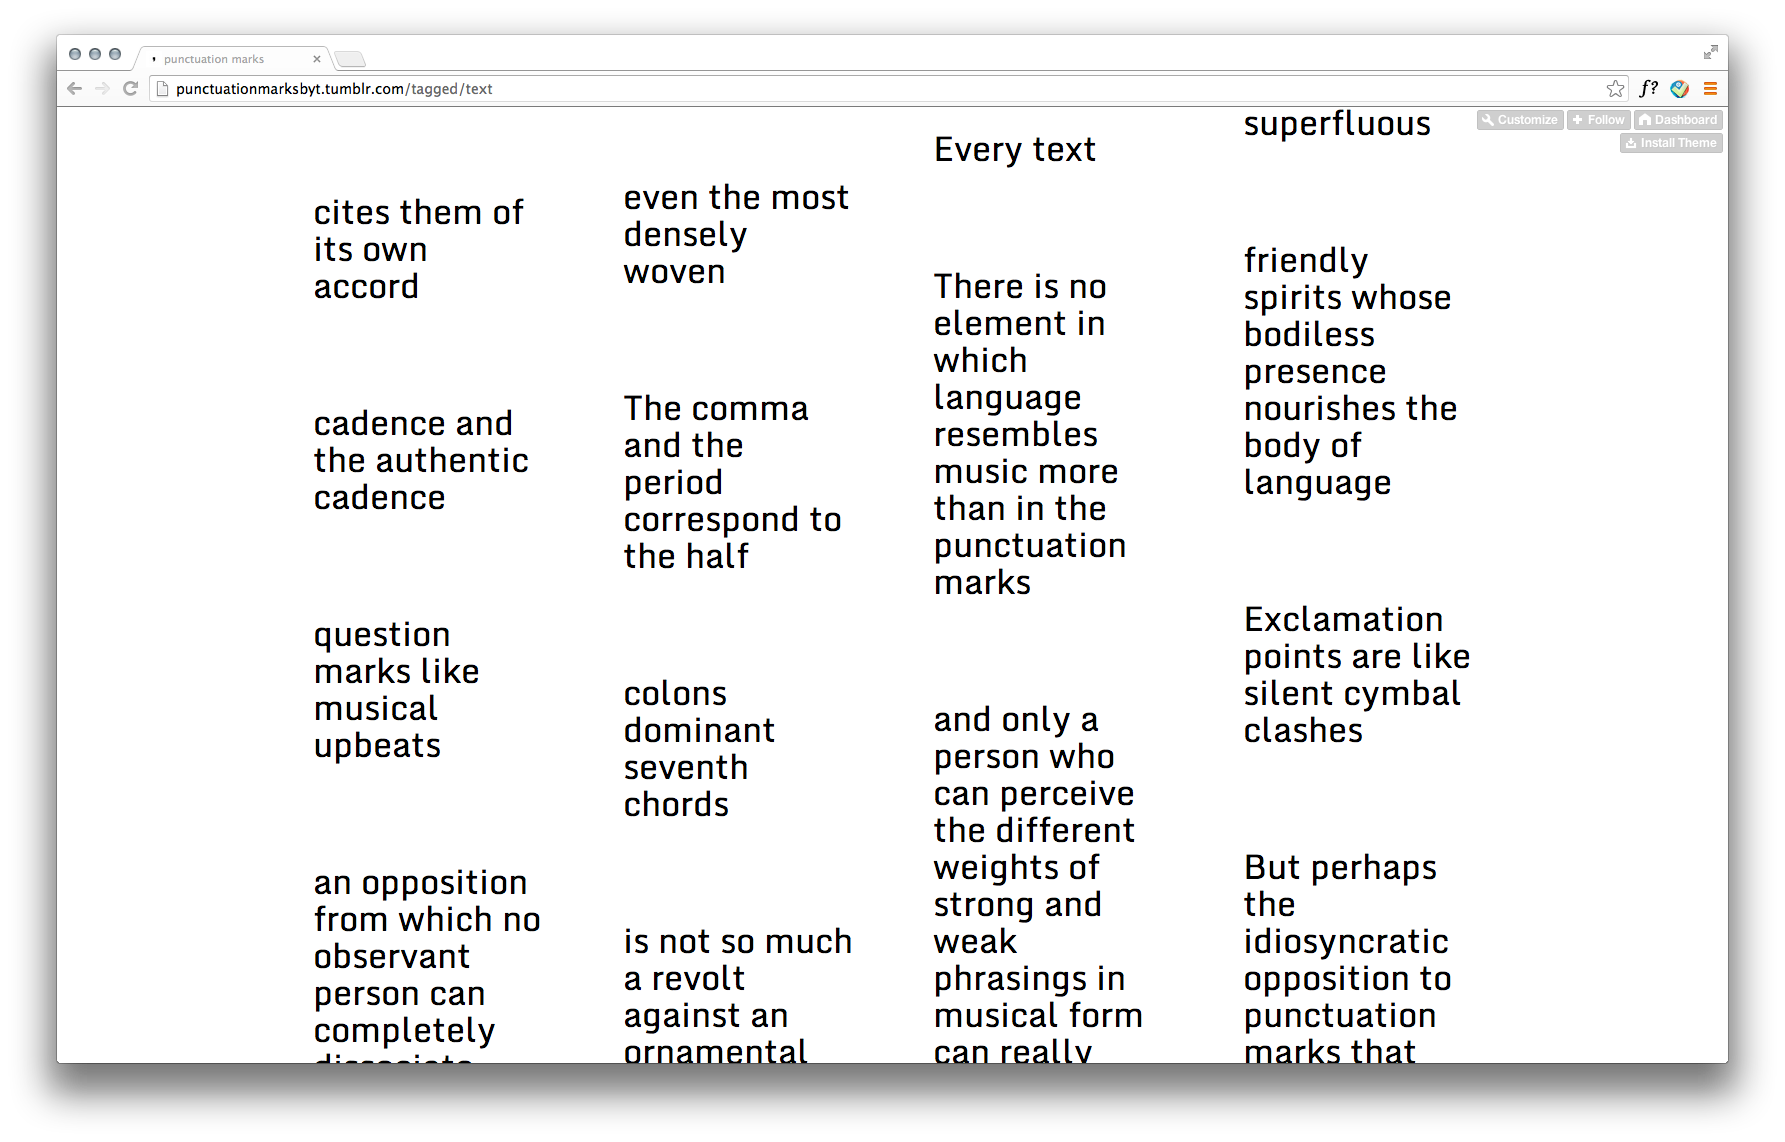 punctuation marks
punctuationmarksbyt.tumblr.com/tagged/text
f?
Customize
Follow
Dashboard
Install Theme
cites them of
its own
accord
cadence and
the authentic
cadence
question
marks like
musical
upbeats
an opposition
from which no
observant
person can
completely
dissociate
even the most
densely
woven
The comma
and the
period
correspond to
the half
colons
dominant
seventh
chords
is not so much
a revolt
against an
ornamental
Every text
There is no
element in
which
language
resembles
music more
than in the
punctuation
marks
and only a
person who
can perceive
the different
weights of
strong and
weak
phrasings in
musical form
can really
superfluous
friendly
spirits whose
bodiless
presence
nourishes the
body of
language
Exclamation
points are like
silent cymbal
clashes
But perhaps
the
idiosyncratic
opposition to
punctuation
marks that